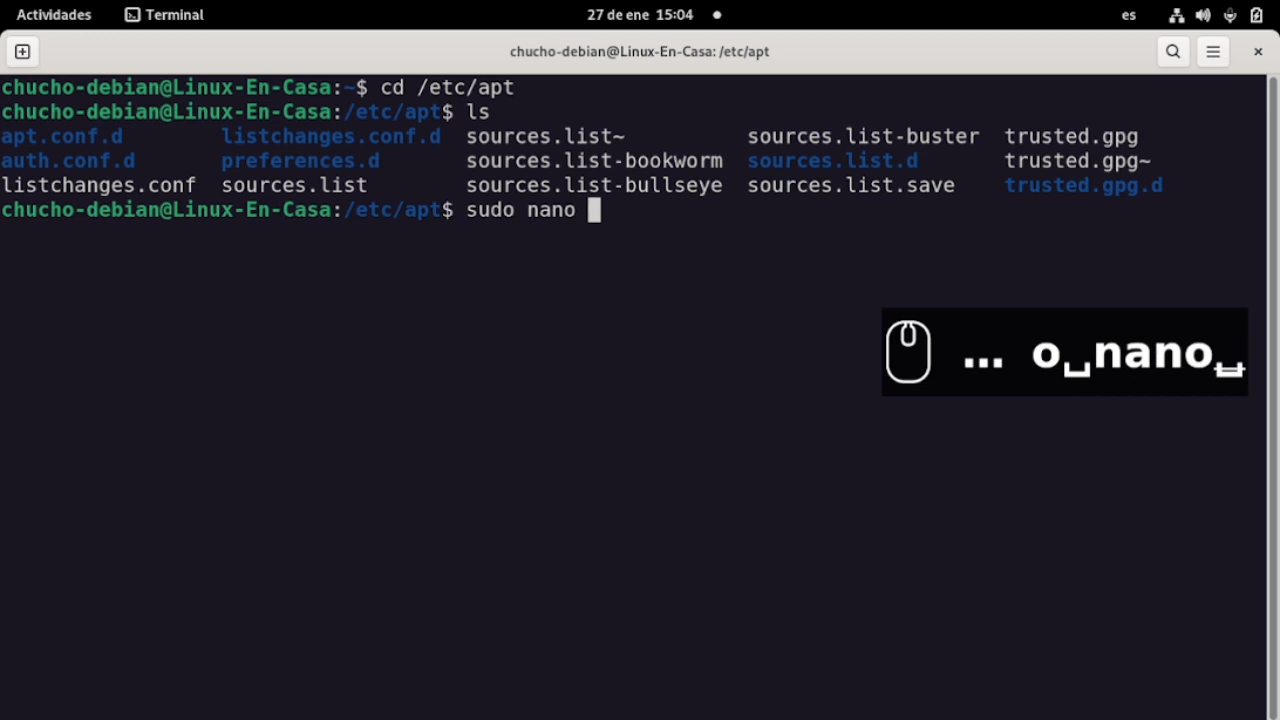 Actividades Terminal 27 de ene 15:04 es
chucho-debian@Linux-En-Casa: /etc/apt
chucho-debian@Linux-En-Casa:~$ cd /etc/apt
chucho-debian@Linux-En-Casa:/etc/apt$ ls
apt.conf.d listchanges.conf.d sources.list~ sources.list-buster trusted.gpg
auth.conf.d preferences.d sources.list-bookworm sources.list.d trusted.gpg~
listchanges.conf sources.list sources.list-bullseye sources.list.save trusted.gpg.d
chucho-debian@Linux-En-Casa:/etc/apt$ sudo nano
... o␣nano␣